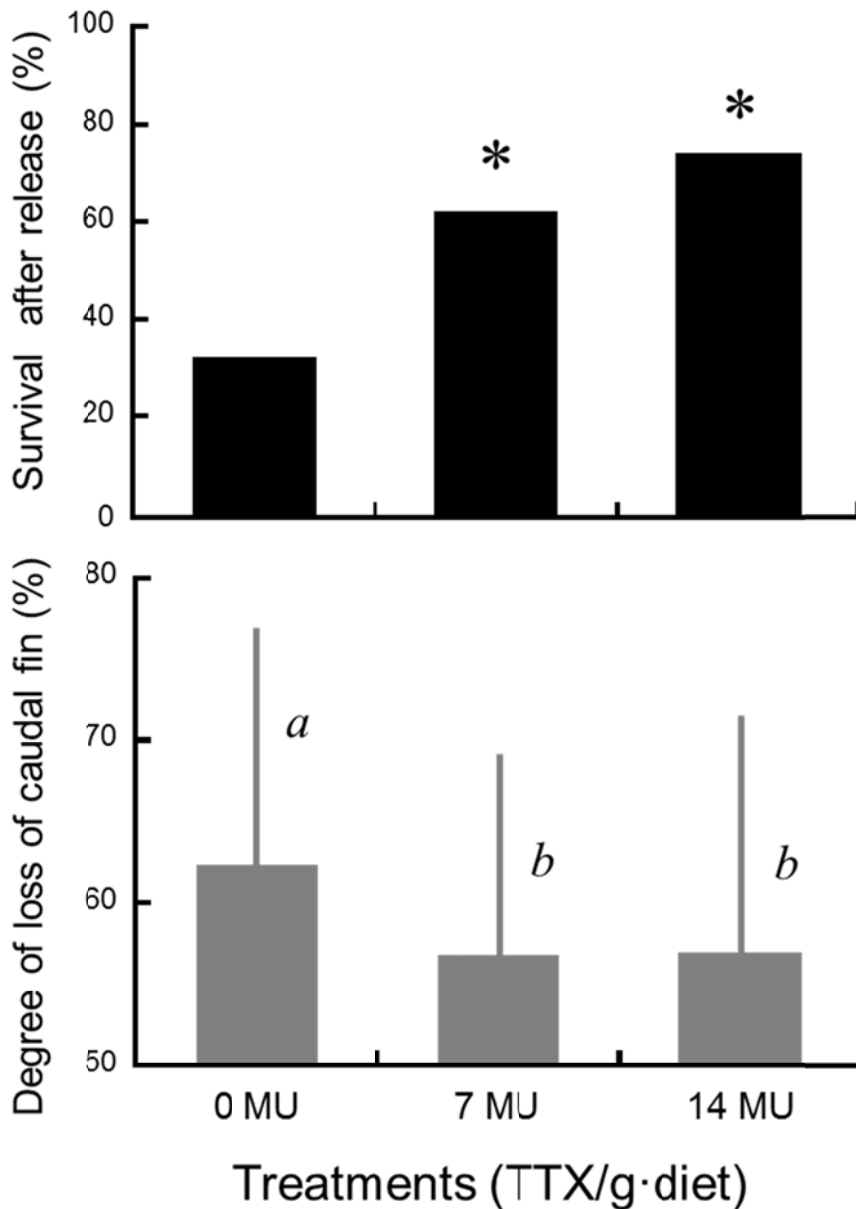 Survival after release (%)
100
80
60
40
20
0
*
*
Degree of loss of caudal fin (%)
80
70
60
50
a
b
b
0 MU
7 MU
14 MU
Treatments (TTX/g·diet)